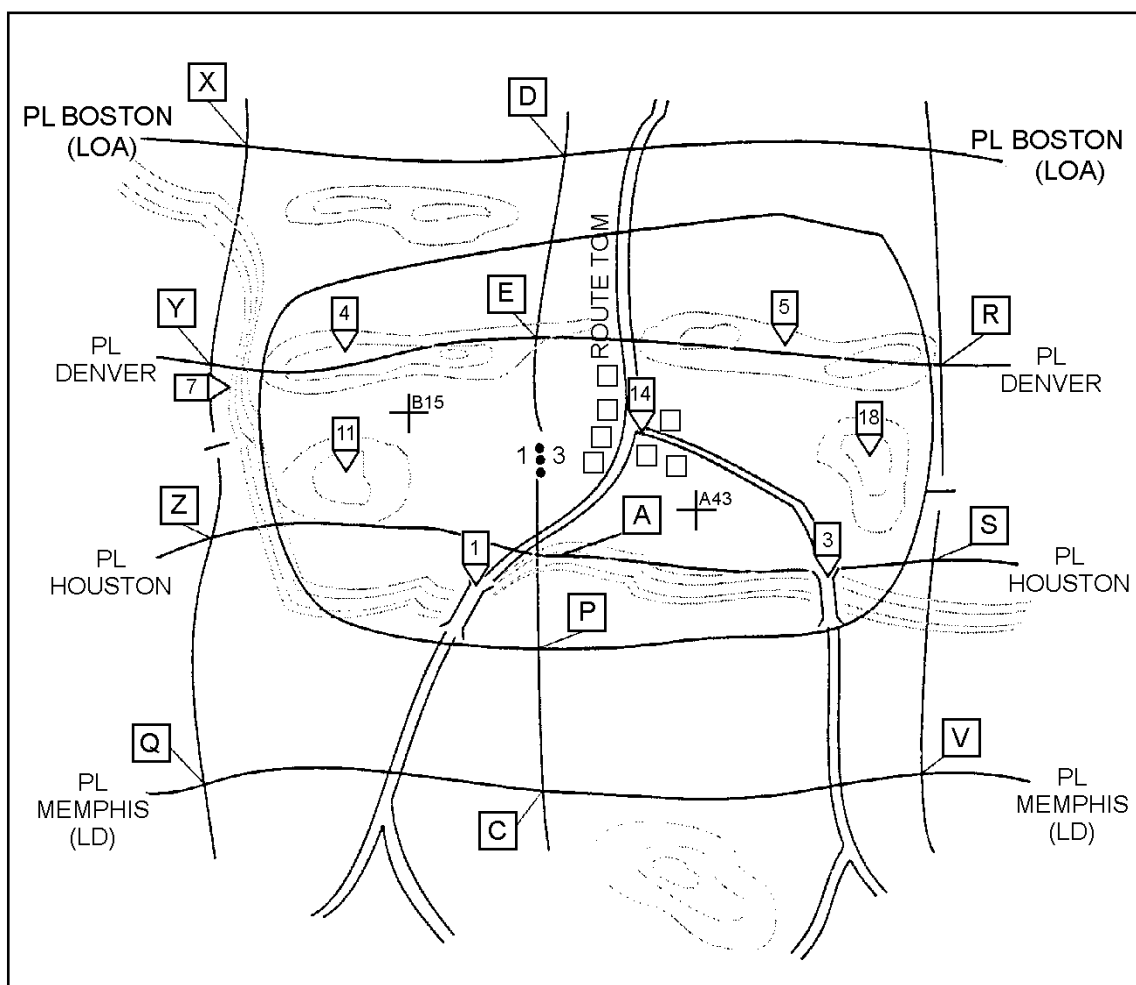 X
D
PL BOSTON
(LOA)
PL BOSTON
(LOA)
ROUTE TOM
Y
4
E
5
R
PL
DENVER
PL
DENVER
7
B15
14
11
18
1 3
A43
Z
A
S
1
3
PL
HOUSTON
PL
HOUSTON
P
Q
V
PL
MEMPHIS
(LD)
PL
MEMPHIS
(LD)
C